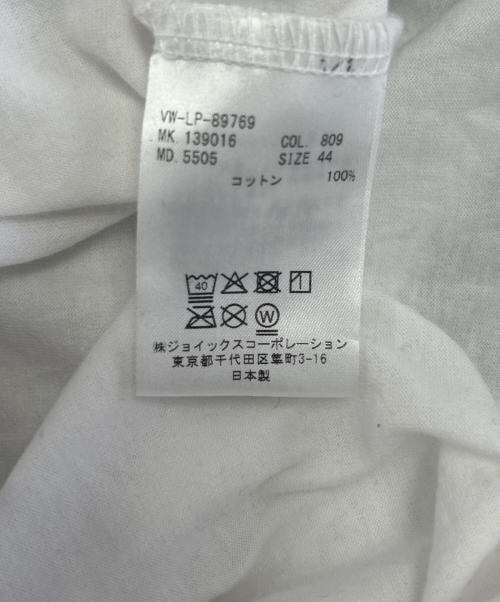 VW-LP-89769
MK. 139016 COL. 809
MD. 5505 SIZE 44
コットン 100%
40
W
㈱ジョイックスコーポレーション
東京都千代田区隼町3-16
日本製